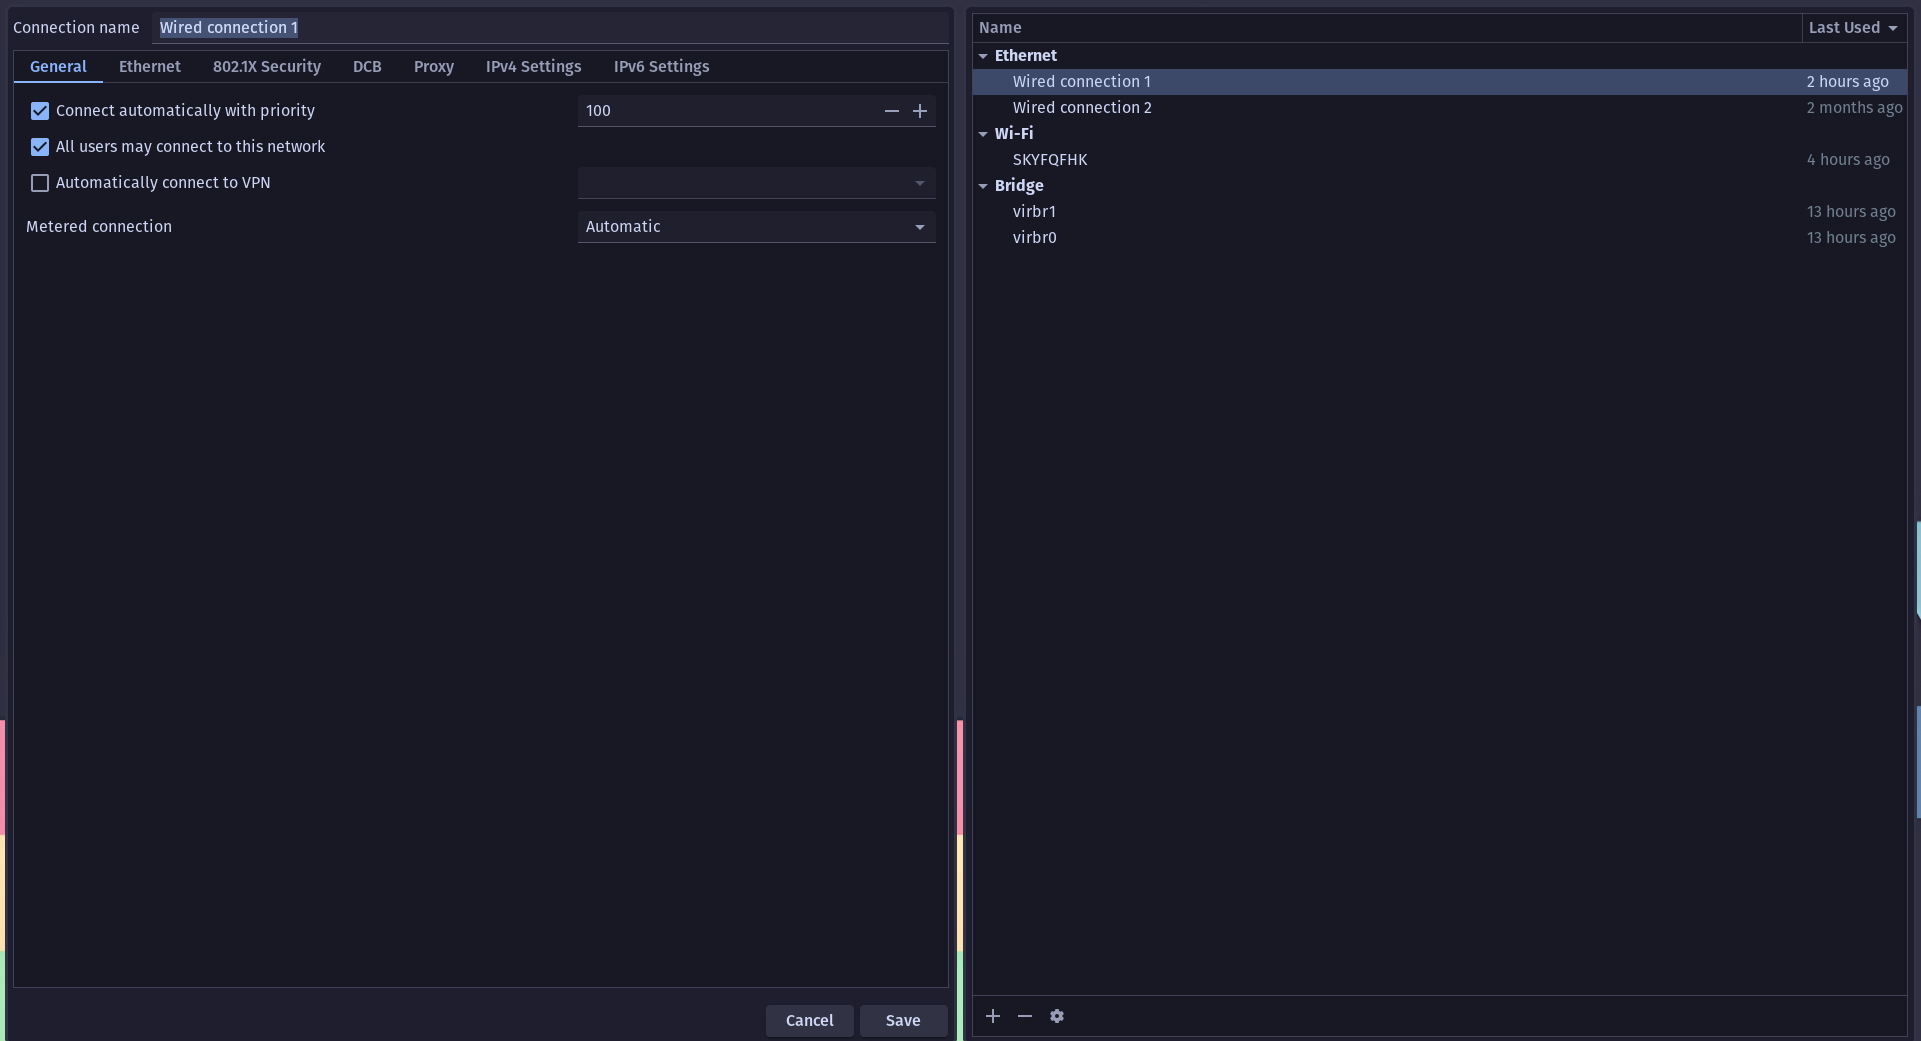 Connection name Wired connection 1
General Ethernet 802.1X Security DCB Proxy IPv4 Settings IPv6 Settings
Connect automatically with priority 100
All users may connect to this network
Automatically connect to VPN
Metered connection Automatic
Cancel Save
Name Last Used
Ethernet
Wired connection 1 2 hours ago
Wired connection 2 2 months ago
Wi-Fi
SKYFQFHK 4 hours ago
Bridge
virbr1 13 hours ago
virbr0 13 hours ago